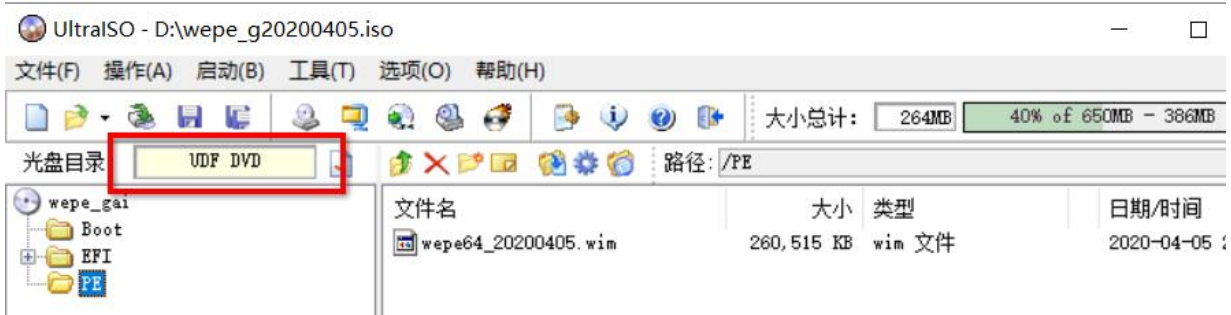 UltraISO - D:\wepe_g20200405.iso
文件(F) 操作(A) 启动(B) 工具(T) 选项(O) 帮助(H)
大小总计: 264MB 40% of 650MB - 386MB
光盘目录 UDF DVD 路径: /PE
wepe_gai 文件名 大小 类型 日期/时间
Boot wepe64_20200405.wim 260,515 KB wim 文件 2020-04-05
EFI
PE